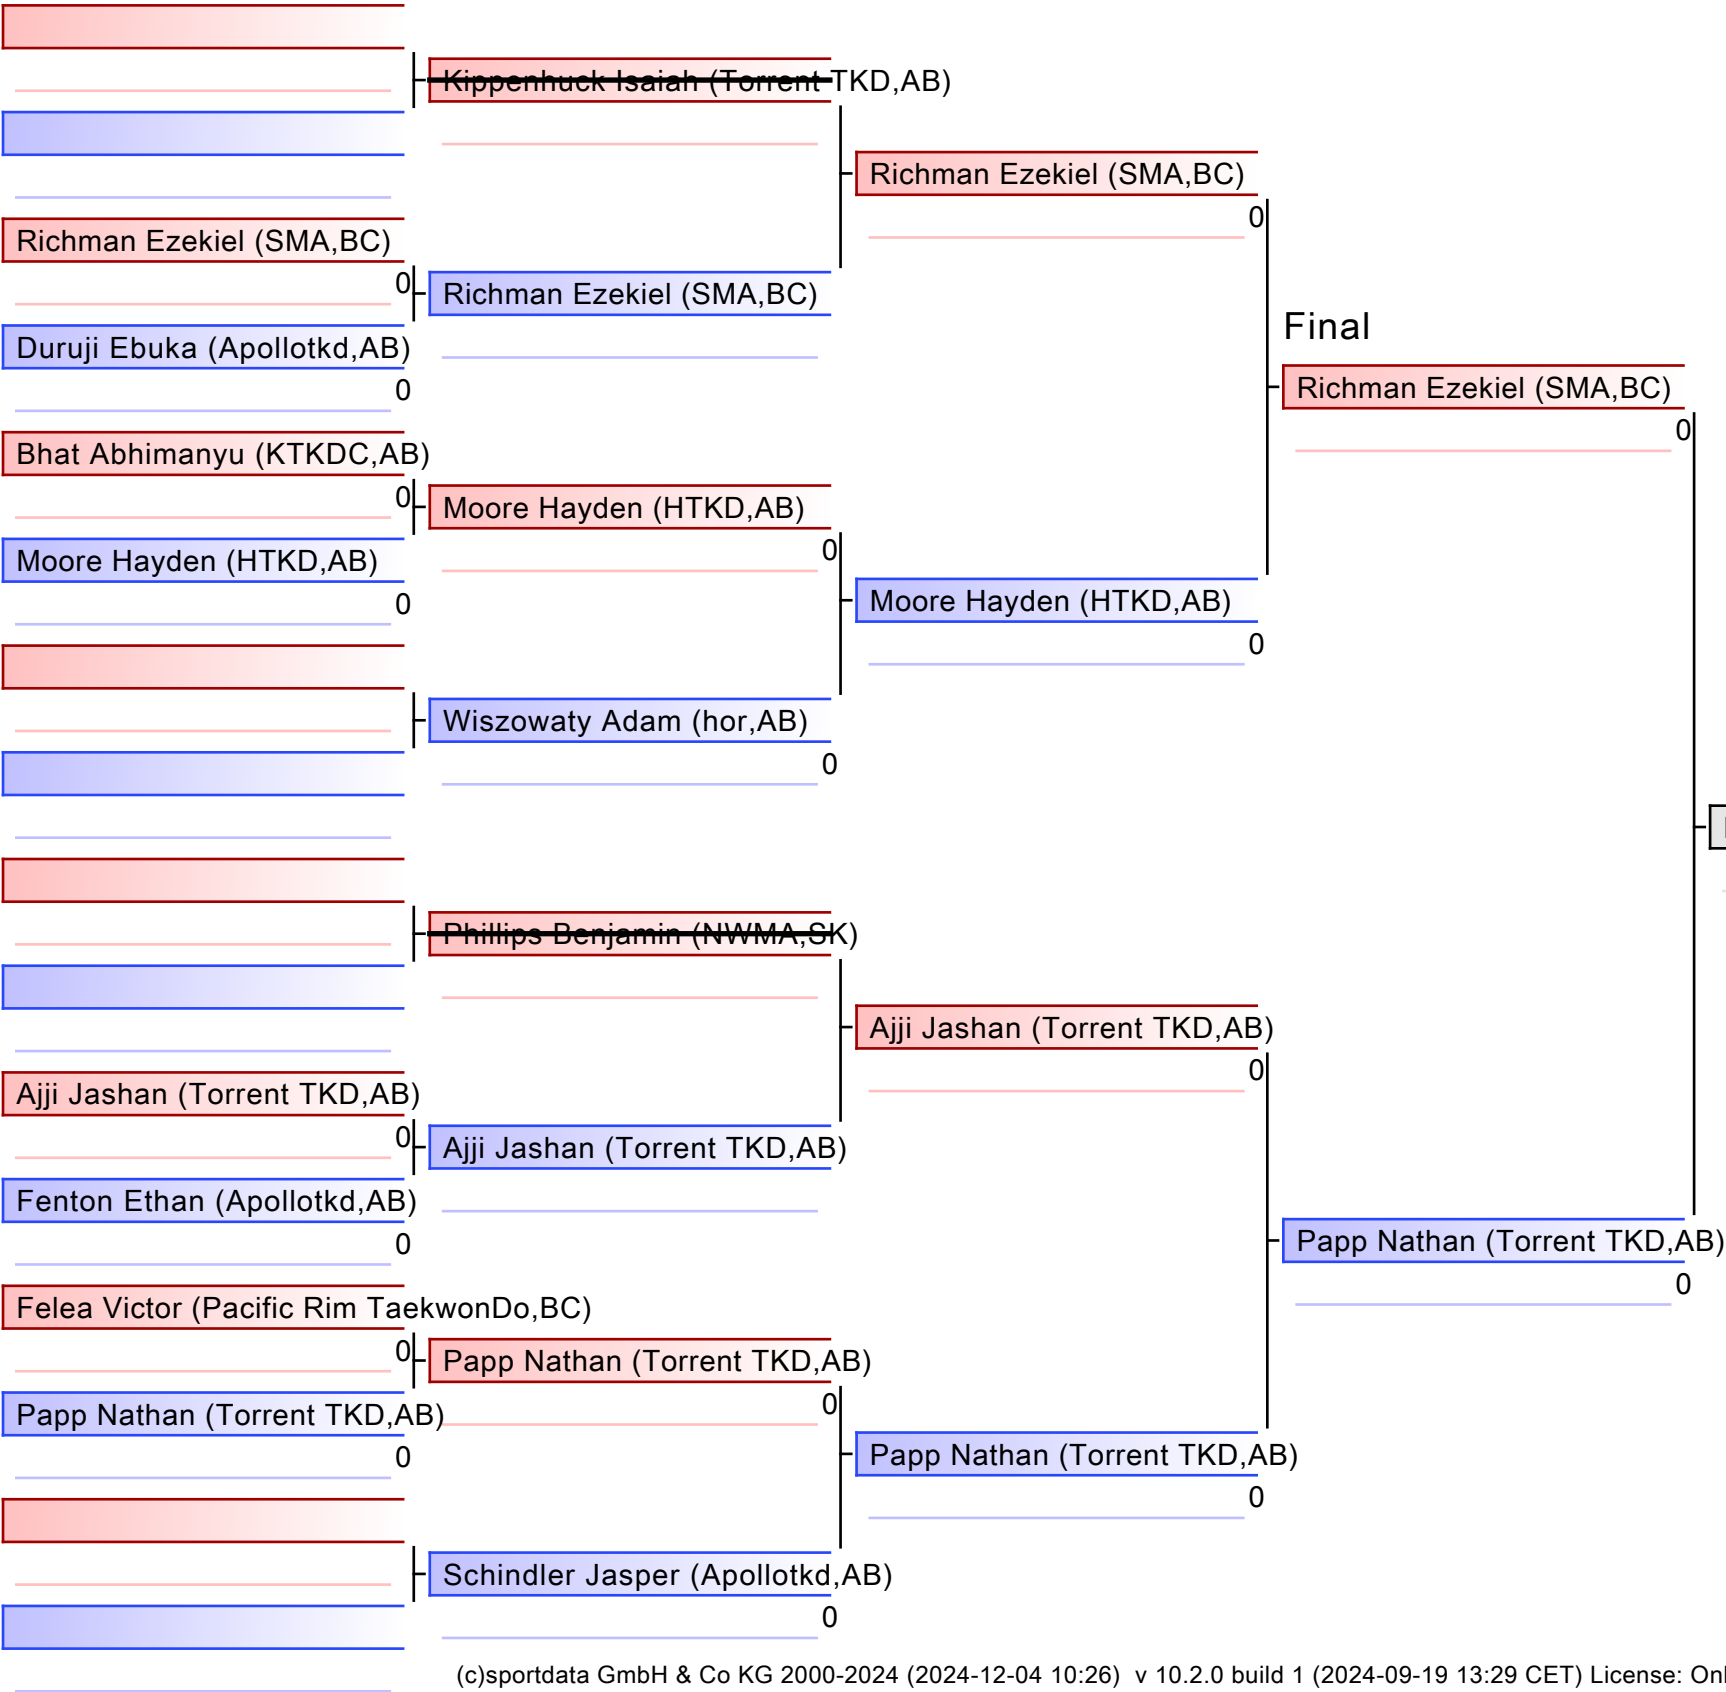 Kippenhuck Isaiah (Torrent TKD,AB)
Richman Ezekiel (SMA,BC)
0
Richman Ezekiel (SMA,BC)
0
Richman Ezekiel (SMA,BC)
Duruji Ebuka (Apollotkd,AB)
0
Final
Richman Ezekiel (SMA,BC)
0
Bhat Abhimanyu (KTKDC,AB)
0
Moore Hayden (HTKD,AB)
0
Moore Hayden (HTKD,AB)
0
Moore Hayden (HTKD,AB)
0
Wiszowaty Adam (hor,AB)
0
Phillips Benjamin (NWMA,SK)
Ajji Jashan (Torrent TKD,AB)
0
Ajji Jashan (Torrent TKD,AB)
0
Ajji Jashan (Torrent TKD,AB)
Fenton Ethan (Apollotkd,AB)
0
Papp Nathan (Torrent TKD,AB)
0
Felea Victor (Pacific Rim TaekwonDo,BC)
0
Papp Nathan (Torrent TKD,AB)
0
Papp Nathan (Torrent TKD,AB)
0
Papp Nathan (Torrent TKD,AB)
0
Schindler Jasper (Apollotkd,AB)
0
(c)sportdata GmbH & Co KG 2000-2024 (2024-12-04 10:26) v 10.2.0 build 1 (2024-09-19 13:29 CET) License: